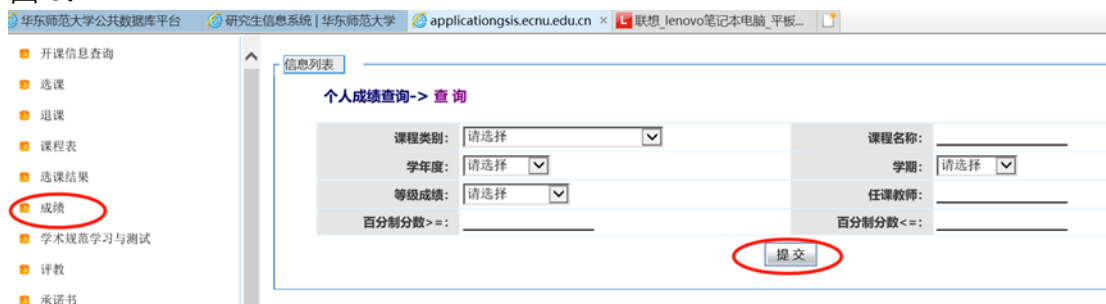 华东师范大学公共数据库平台 研究生信息系统 | 华东师范大学 applicationgsis.ecnu.edu.cn × 联想_lenovo笔记本电脑_平板...
开课信息查询
选课
退课
课程表
选课结果
成绩
学术规范学习与测试
评教
承诺书
信息列表
个人成绩查询-> 查 询
课程类别: 请选择 课程名称:
学年度: 请选择 学期: 请选择
等级成绩: 请选择 任课教师:
百分制分数>=: 百分制分数<=:
提 交